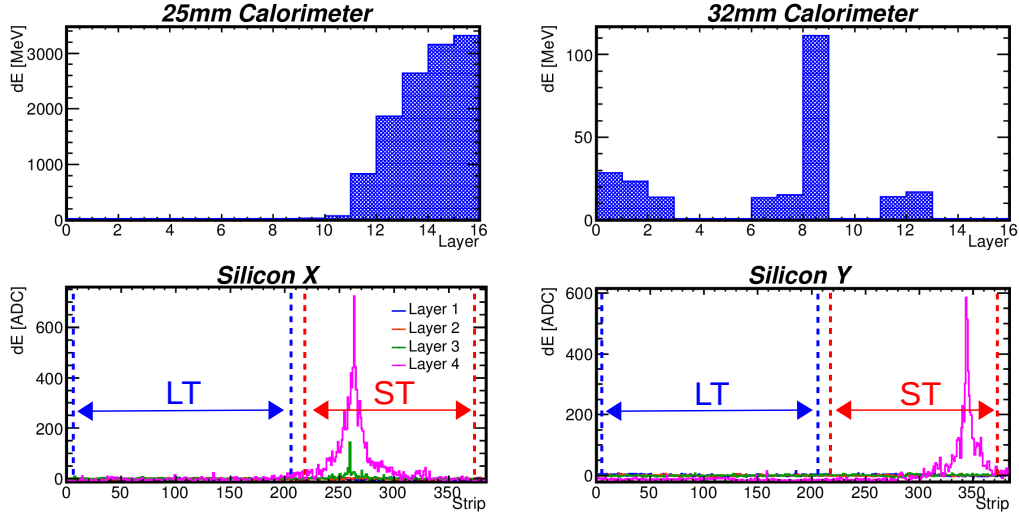 25mm Calorimeter
dE [MeV]
3000
2000
1000
0
0 2 4 6 8 10 12 14 16
Layer
32mm Calorimeter
dE [MeV]
100
50
0
0 2 4 6 8 10 12 14 16
Layer
Silicon X
dE [ADC]
600
400
200
0
Layer 1
Layer 2
Layer 3
Layer 4
LT
ST
0 50 100 150 200 250 300 350
Strip
Silicon Y
dE [ADC]
600
400
200
0
LT
ST
0 50 100 150 200 250 300 350
Strip